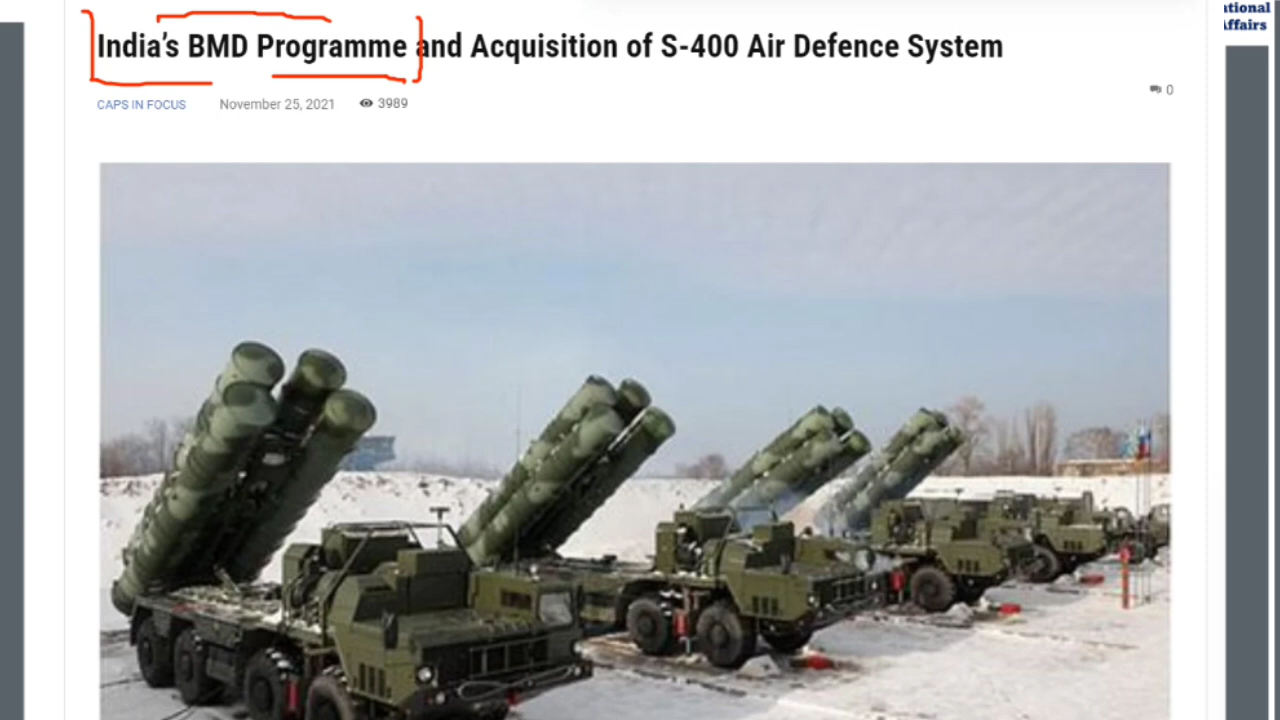 India's BMD Programme and Acquisition of S-400 Air Defence System
CAPS IN FOCUS November 25, 2021 3989
0
ational
Affairs